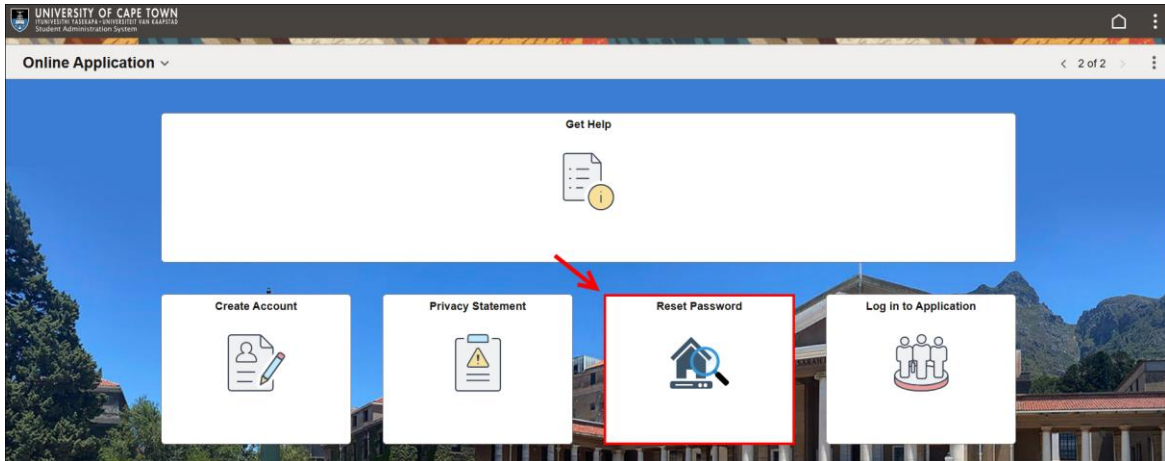 UNIVERSITY OF CAPE TOWN
IYUNIVESITHI YASEKAPA • UNIVERSITEIT VAN KAAPSTAD
Student Administration System
Online Application
2 of 2
Get Help
i
Create Account
Privacy Statement
Reset Password
Log in to Application